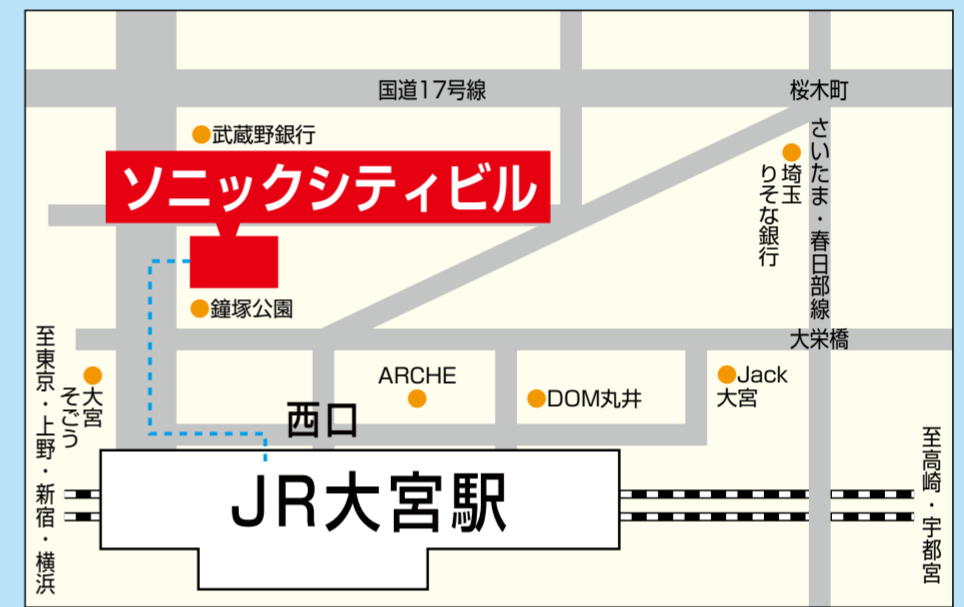 国道17号線
桜木町
武蔵野銀行
さいたま・春日部線
埼玉
りそな銀行
ソニックシティビル
鐘塚公園
大栄橋
至東京・上野・新宿・横浜
大宮
そごう
ARCHE
DOM丸井
Jack
大宮
西口
至高崎・宇都宮
JR大宮駅